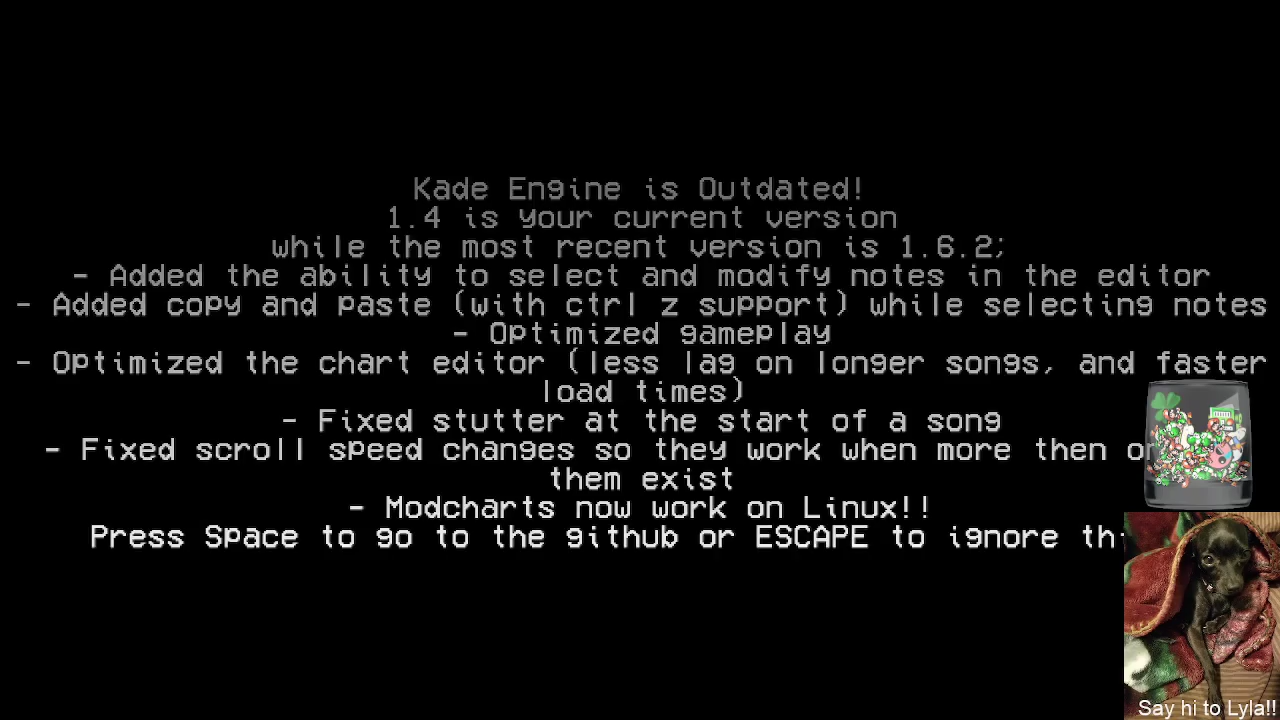 Kade Engine is Outdated!
1.4 is your current version
while the most recent version is 1.6.2;
- Added the ability to select and modify notes in the editor
- Added copy and paste (with ctrl z support) while selecting notes
- Optimized gameplay
- Optimized the chart editor (less lag on longer songs, and faster
load times)
- Fixed stutter at the start of a song
- Fixed scroll speed changes so they work when more then
them exist
- Modcharts now work on Linux!!
Press Space to go to the github or ESCAPE to ignore
Say hi to Lyla!!